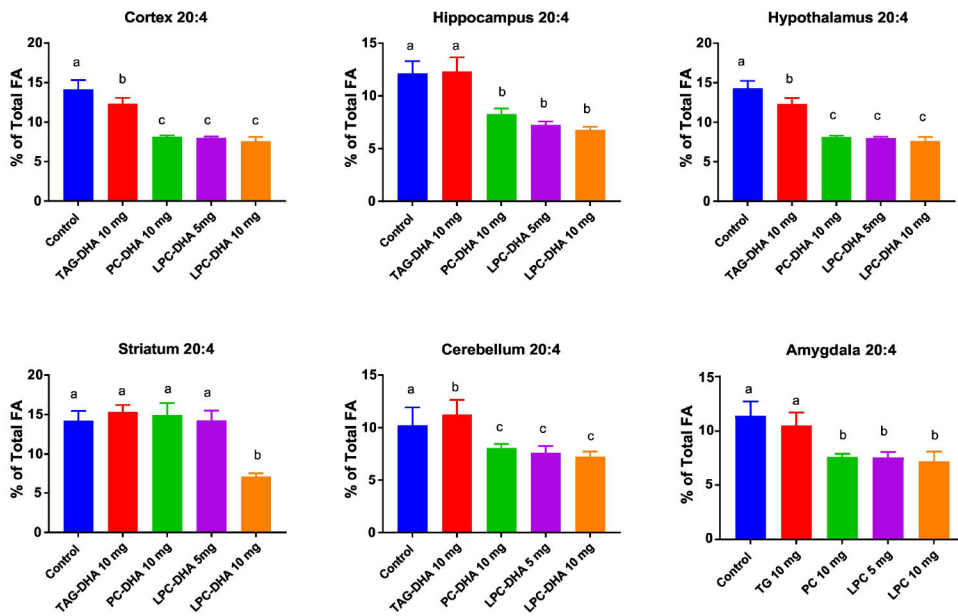 Cortex 20:4
% of Total FA
20
15
10
5
0
a
b
c
c
c
Control
TAG-DHA 10 mg
PC-DHA 10 mg
LPC-DHA 5mg
LPC-DHA 10 mg
Hippocampus 20:4
% of Total FA
15
10
5
0
a
a
b
b
b
Control
TAG-DHA 10 mg
PC-DHA 10 mg
LPC-DHA 5mg
LPC-DHA 10 mg
Hypothalamus 20:4
% of Total FA
20
15
10
5
0
a
b
c
c
c
Control
TAG-DHA 10 mg
PC-DHA 10 mg
LPC-DHA 5mg
LPC-DHA 10 mg
Striatum 20:4
% of Total FA
20
15
10
5
0
a
a
a
a
b
Control
TAG-DHA 10 mg
PC-DHA 10 mg
LPC-DHA 5mg
LPC-DHA 10 mg
Cerebellum 20:4
% of Total FA
15
10
5
0
a
b
c
c
c
Control
TAG-DHA 10 mg
PC-DHA 10 mg
LPC-DHA 5 mg
LPC-DHA 10 mg
Amygdala 20:4
% of Total FA
15
10
5
0
a
a
b
b
b
Control
TG 10 mg
PC 10 mg
LPC 5 mg
LPC 10 mg